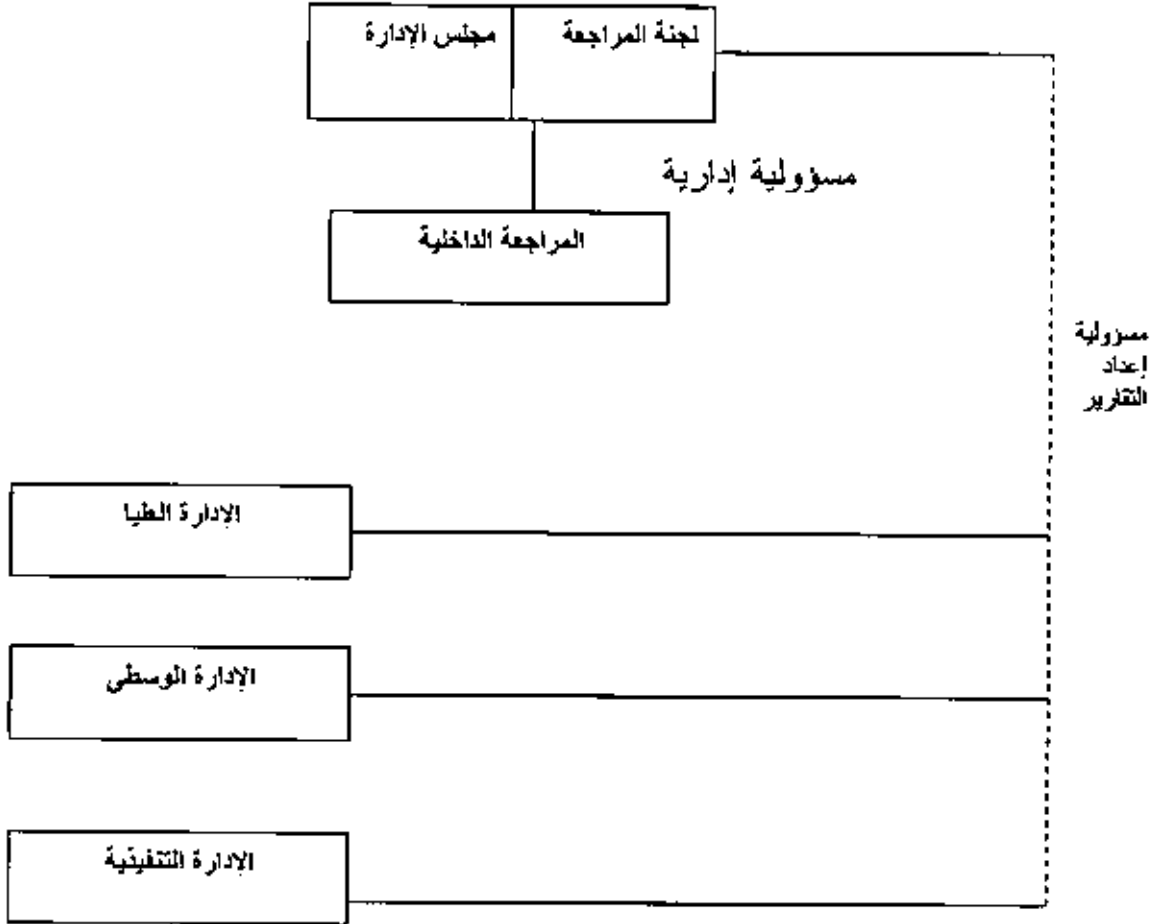 لجنة المراجعة
مجلس الإدارة
مسؤولية إدارية
المراجعة الداخلية
مسؤولية
إعداد
التقارير
الإدارة العليا
الإدارة الوسطى
الإدارة التنفيذية